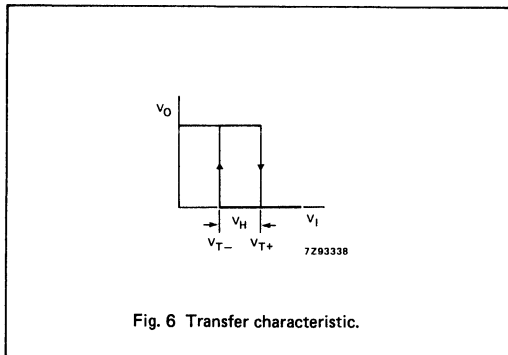 VO
VH
VI
VT−
VT+
7Z93338
Fig. 6 Transfer characteristic.